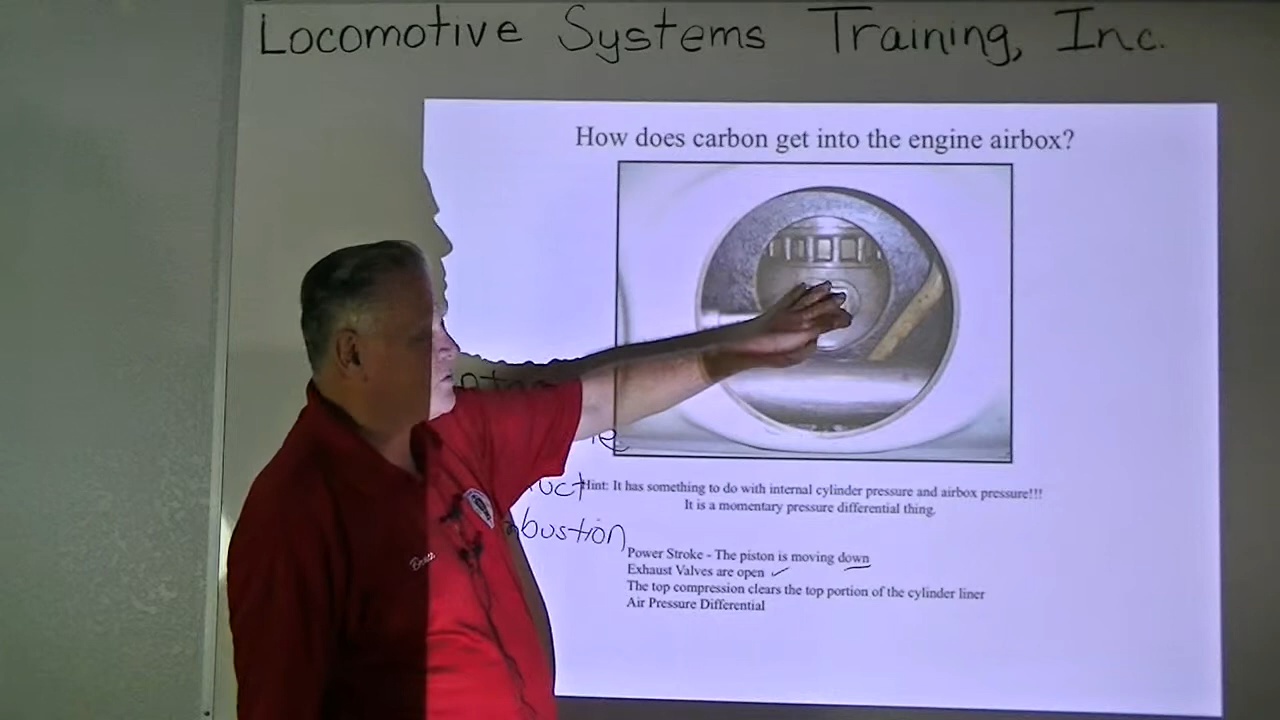 Locomotive Systems Training, Inc.
How does carbon get into the engine airbox?
Hint: It has something to do with internal cylinder pressure and airbox pressure!!!
It is a momentary pressure differential thing.
bustion
Power Stroke - The piston is moving down
Exhaust Valves are open ✓
The top compression clears the top portion of the cylinder liner
Air Pressure Differential